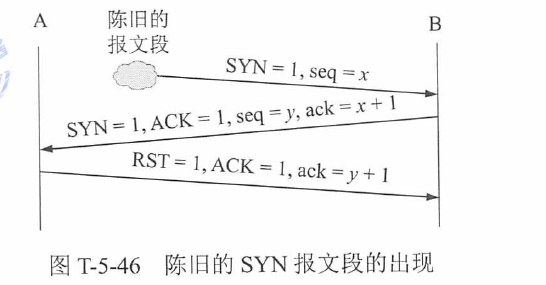 A
陈旧的
报文段
B
SYN = 1, seq = x
SYN = 1, ACK = 1, seq = y, ack = x + 1
RST = 1, ACK = 1, ack = y + 1
图 T-5-46 陈旧的 SYN 报文段的出现